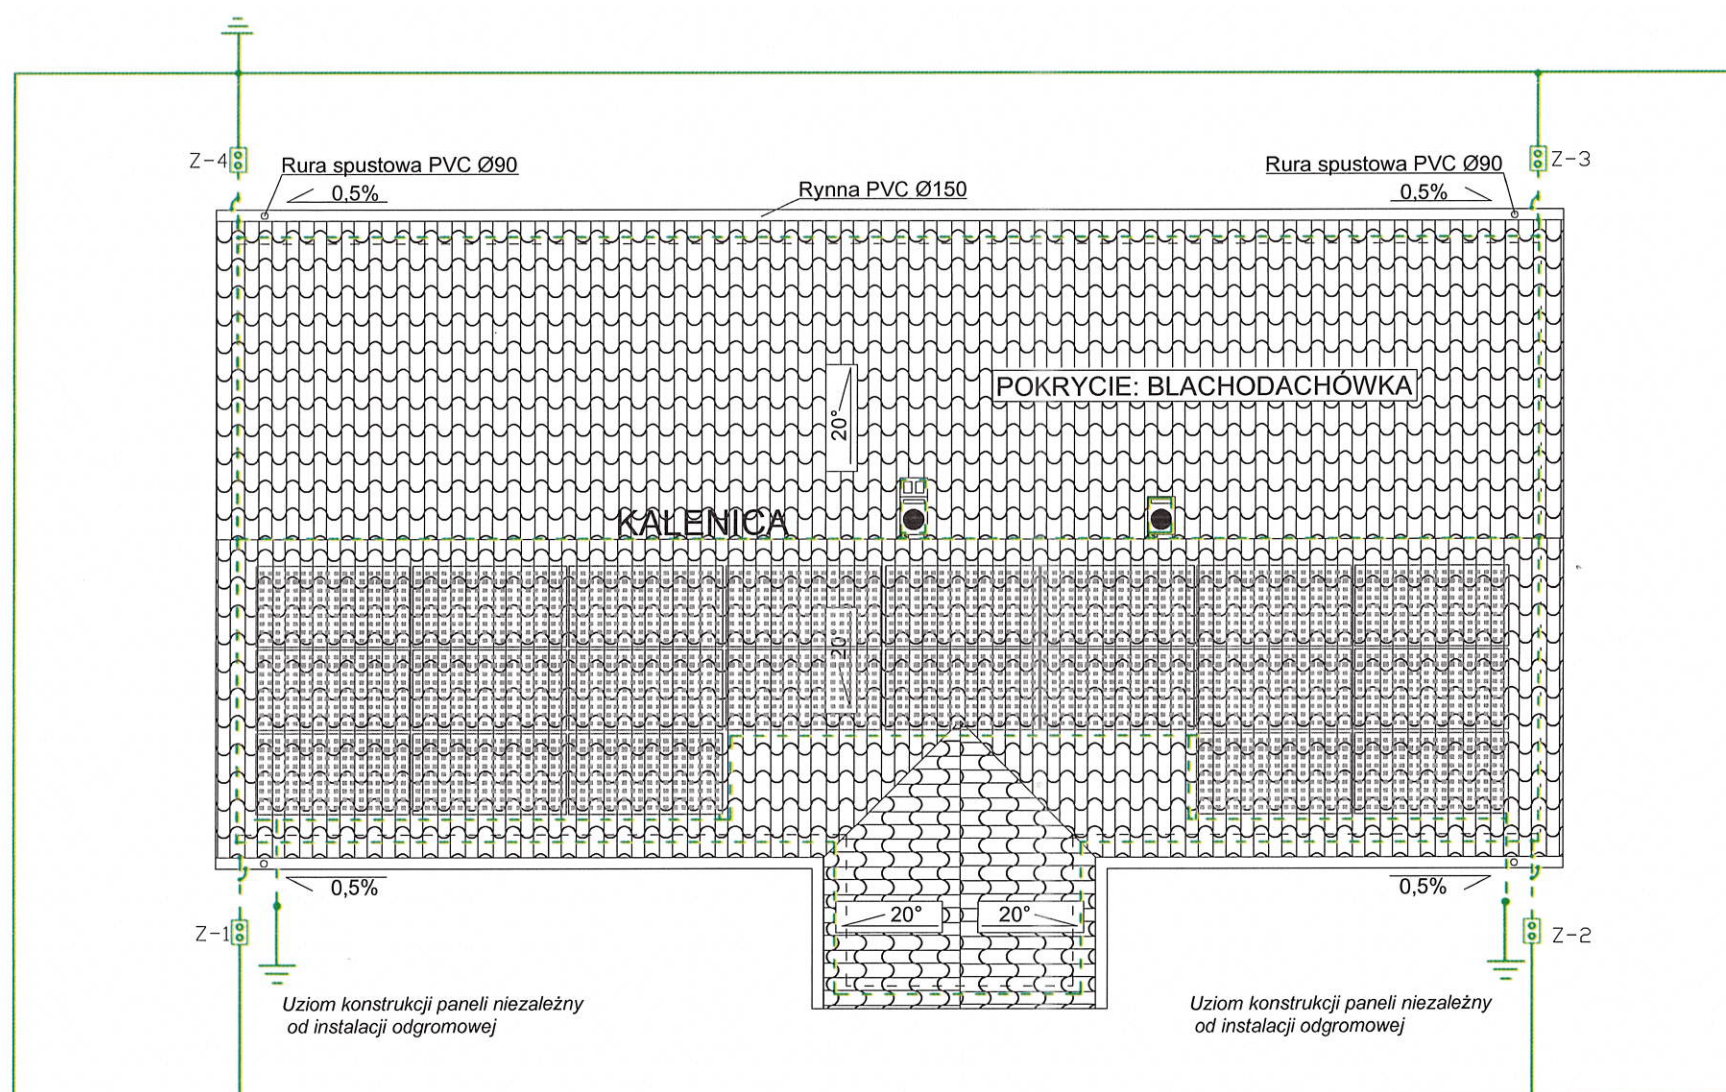 Z-4
Rura spustowa PVC Ø90
0,5%
Rynna PVC Ø150
Rura spustowa PVC Ø90
0,5%
Z-3
POKRYCIE: BLACHODACHÓWKA
20°
KALENICA
20°
0,5%
0,5%
20°
20°
Z-1
Z-2
Uziom konstrukcji paneli niezależny
od instalacji odgromowej
Uziom konstrukcji paneli niezależny
od instalacji odgromowej